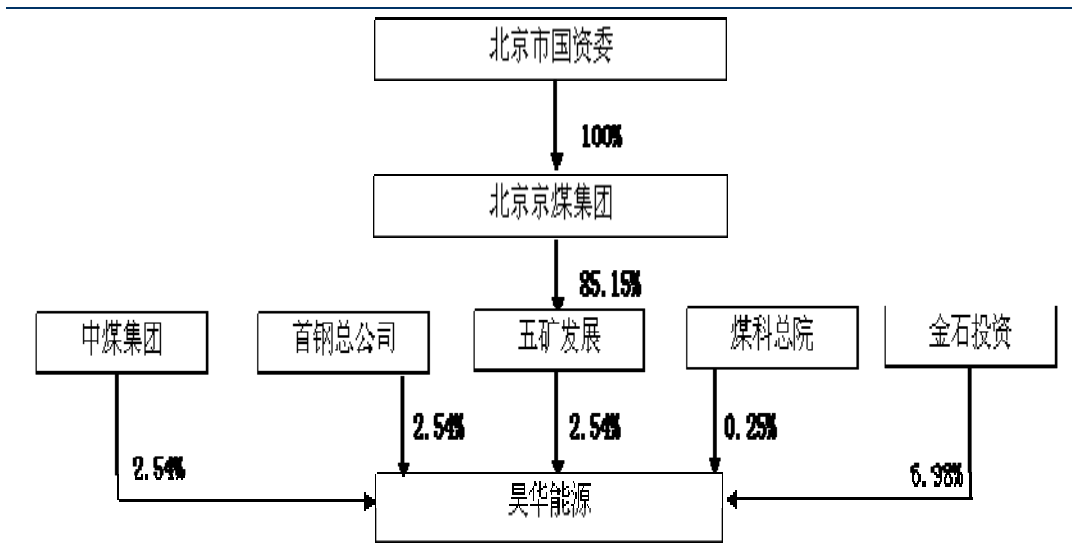 北京市国资委
100%
北京京煤集团
85.15%
中煤集团
首钢总公司
五矿发展
煤科总院
金石投资
2.54%
2.54%
2.54%
0.25%
6.98%
昊华能源